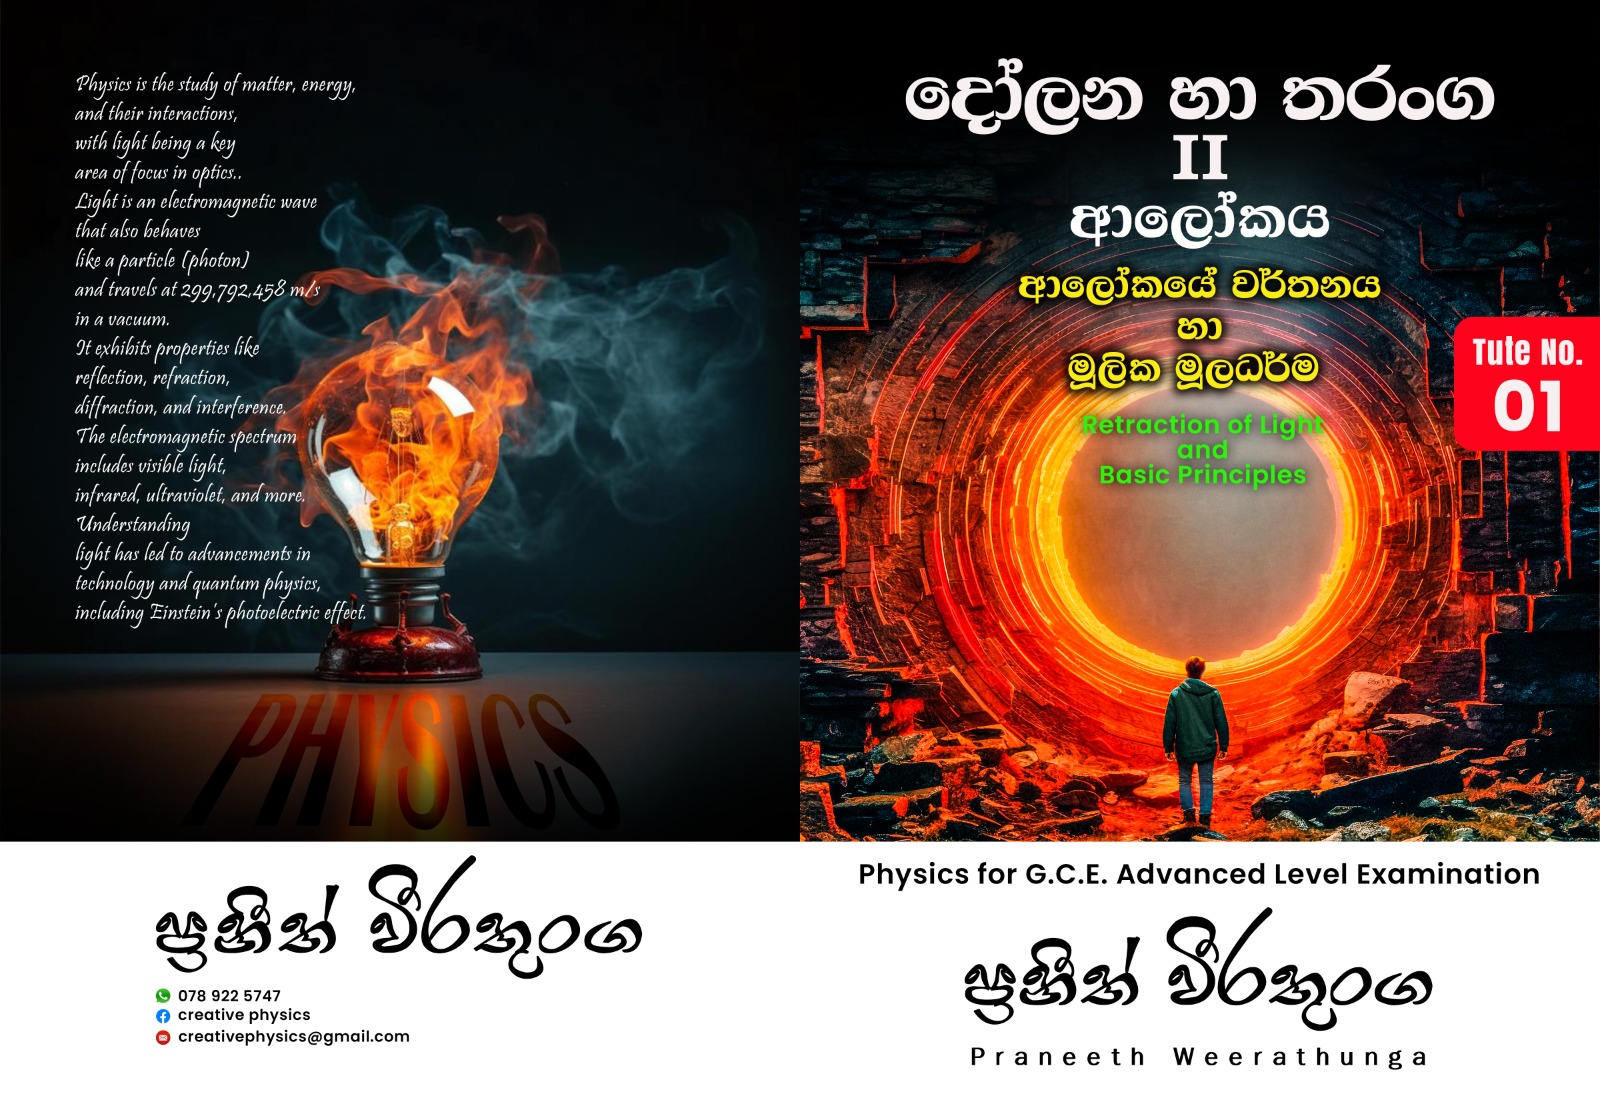 Physics is the study of matter, energy,
and their interactions,
with light being a key
area of focus in optics..
Light is an electromagnetic wave
that also behaves
like a particle (photon)
and travels at 299,792,458 m/s
in a vacuum.
It exhibits properties like
reflection, refraction,
diffraction, and interference.
The electromagnetic spectrum
includes visible light,
infrared, ultraviolet, and more.
Understanding
light has led to advancements in
technology and quantum physics,
including Einstein's photoelectric effect.
PHYSICS
ප්‍රනීත් වීරතුංග
078 922 5747
creative physics
creativephysics@gmail.com
දෝලන හා තරංග
II
ආලෝකය
ආලෝකයේ වර්තනය
හා
මූලික මූලධර්ම
Retraction of Light
and
Basic Principles
Tute No.
01
Physics for G.C.E. Advanced Level Examination
ප්‍රනීත් වීරතුංග
Praneeth Weerathunga